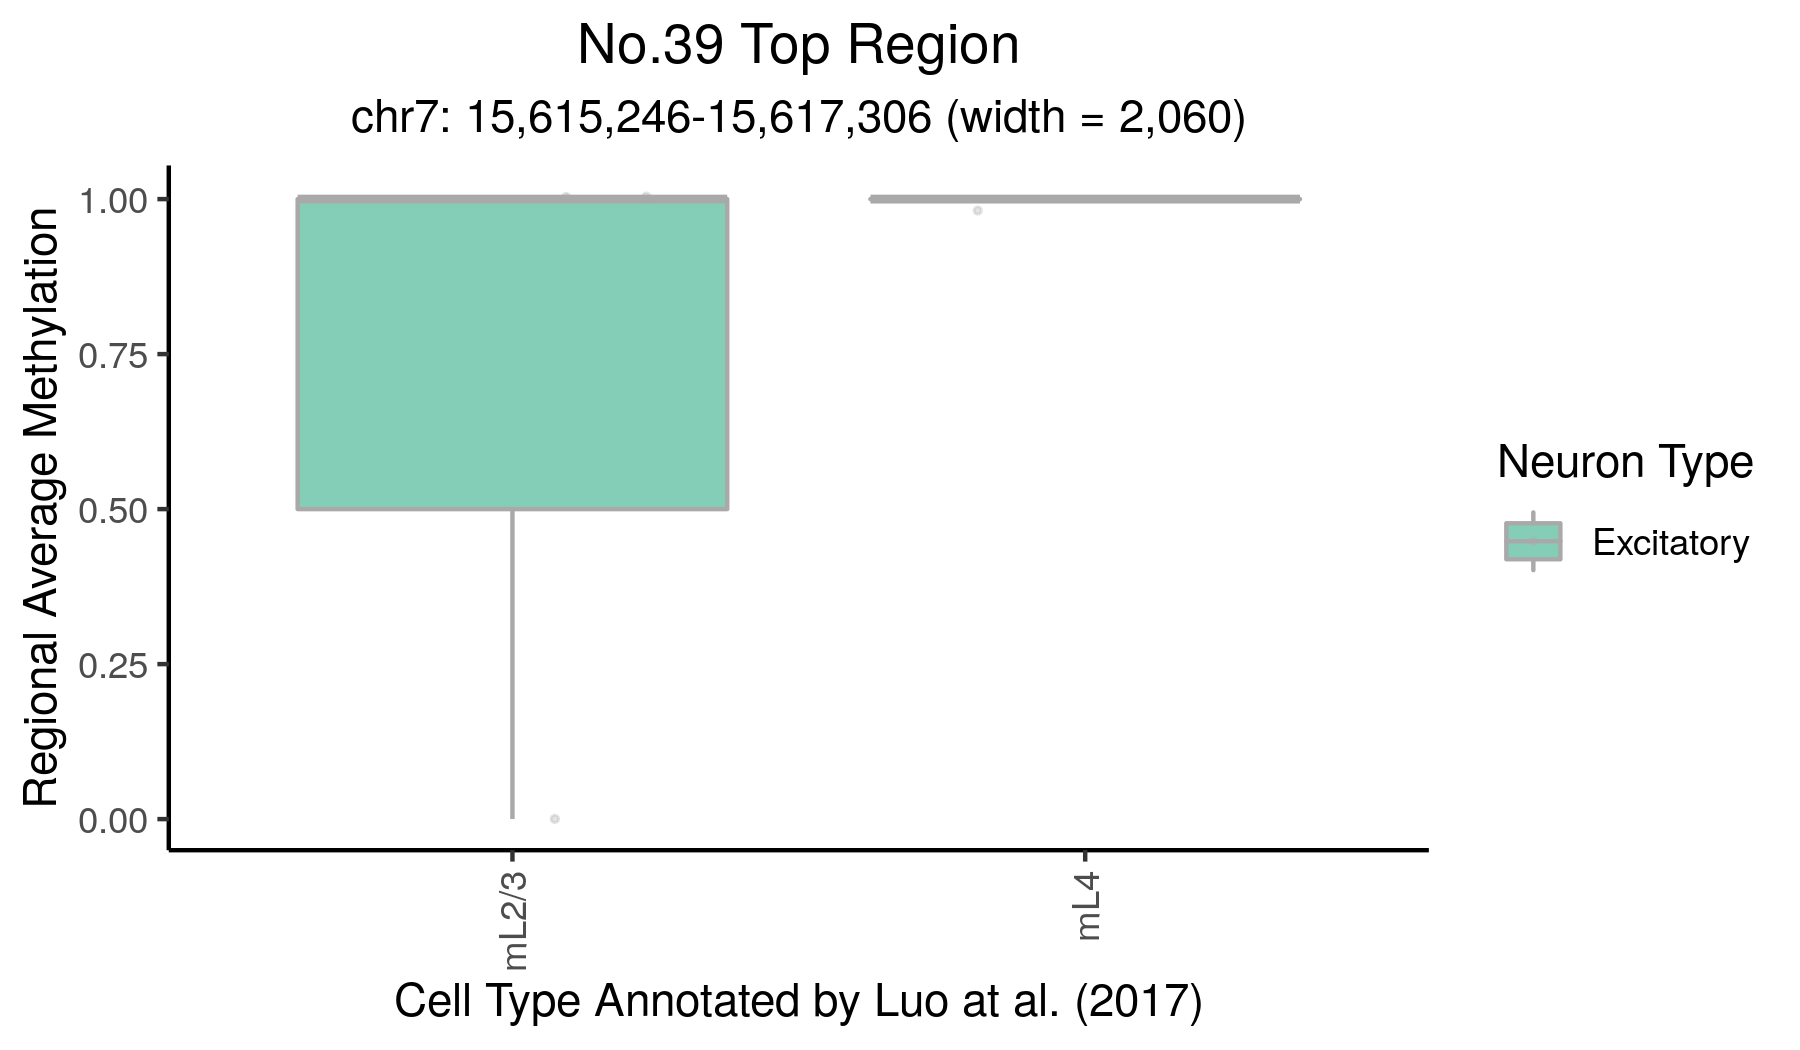 No.39 Top Region
chr7: 15,615,246-15,617,306 (width = 2,060)
Regional Average Methylation
1.00
0.75
0.50
0.25
0.00
mL2/3
mL4
Cell Type Annotated by Luo at al. (2017)
Neuron Type
Excitatory